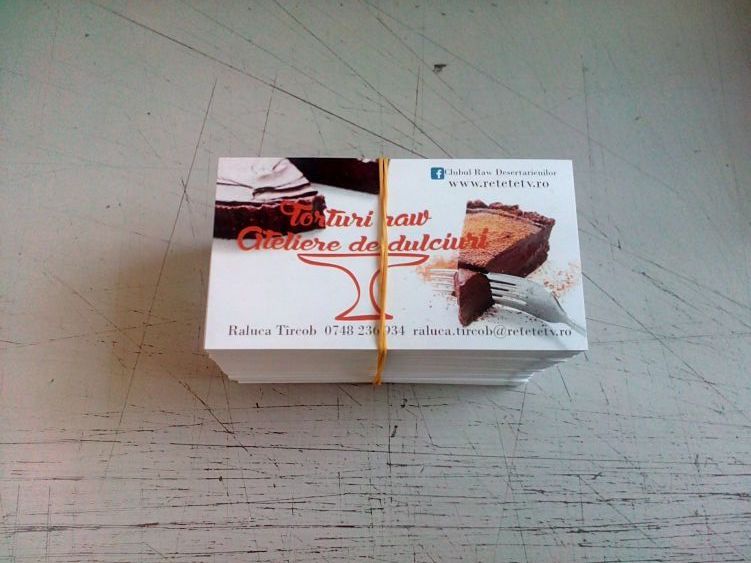 Clubul Raw Desertarienilor
www.retetetv.ro
Torturi raw
Ateliere de dulciuri
Raluca Tircob 0748 236 934 raluca.tircob@retetetv.ro